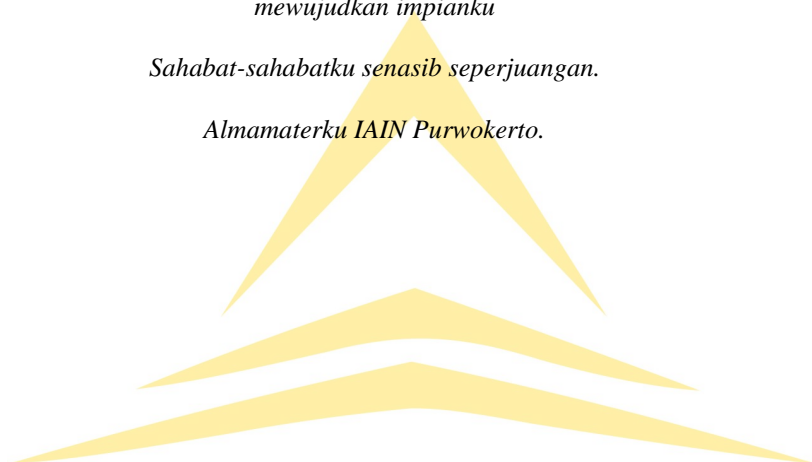 mewujudkan impianku
Sahabat-sahabatku senasib seperjuangan.
Almamaterku IAIN Purwokerto.